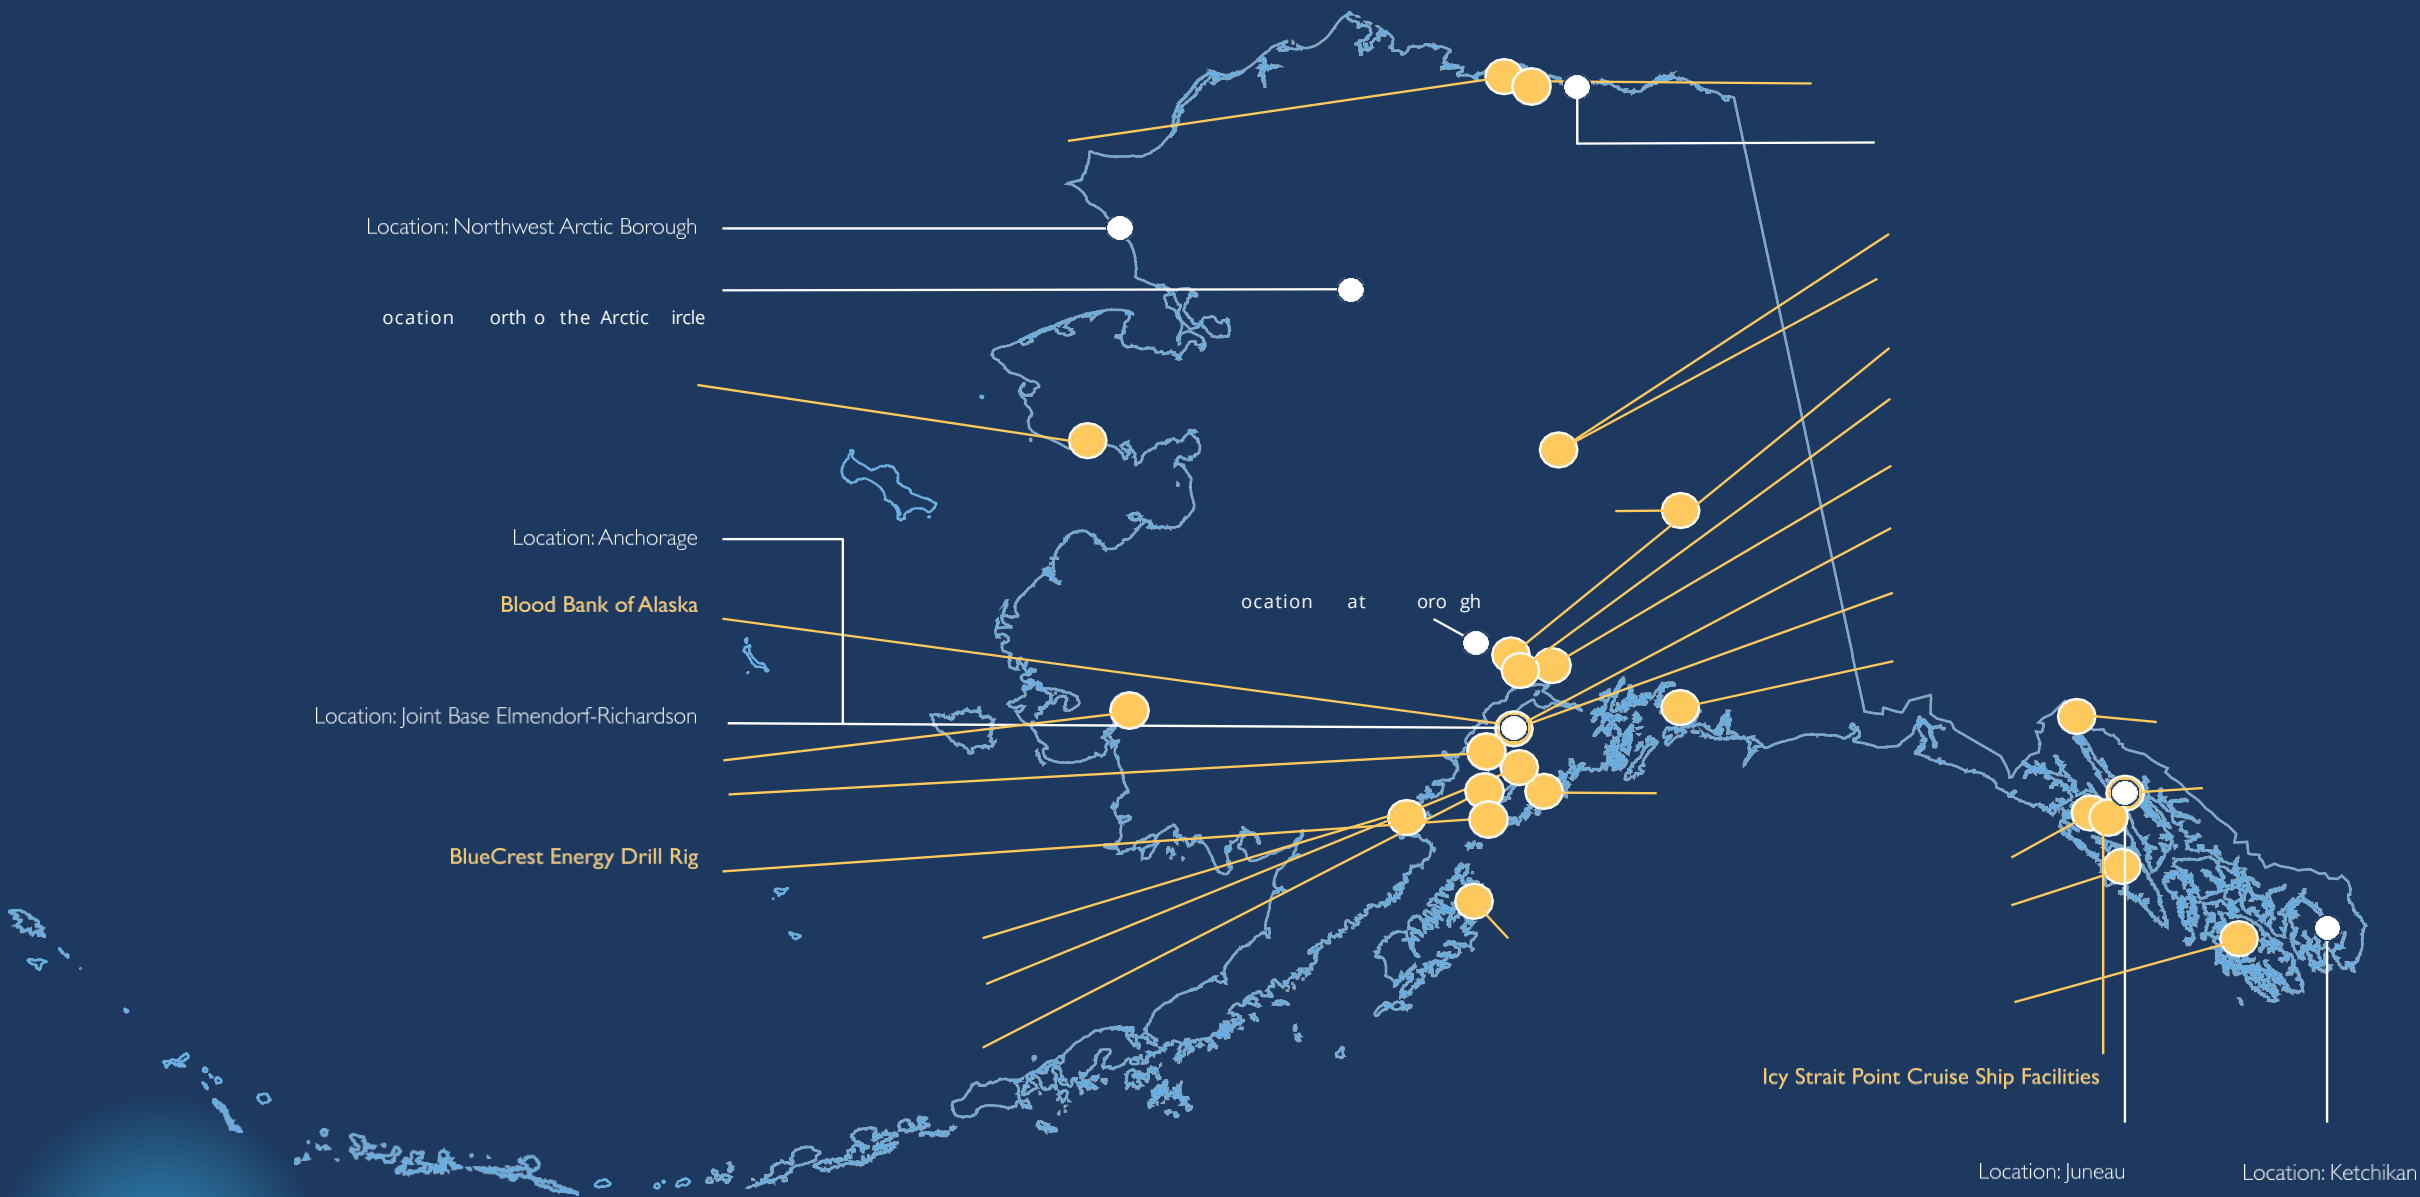 Location: Northwest Arctic Borough
ocation orth o the Arctic ircle
Location: Anchorage
ocation at oro gh
Blood Bank of Alaska
Location: Joint Base Elmendorf-Richardson
BlueCrest Energy Drill Rig
Icy Strait Point Cruise Ship Facilities
Location: Juneau
Location: Ketchikan